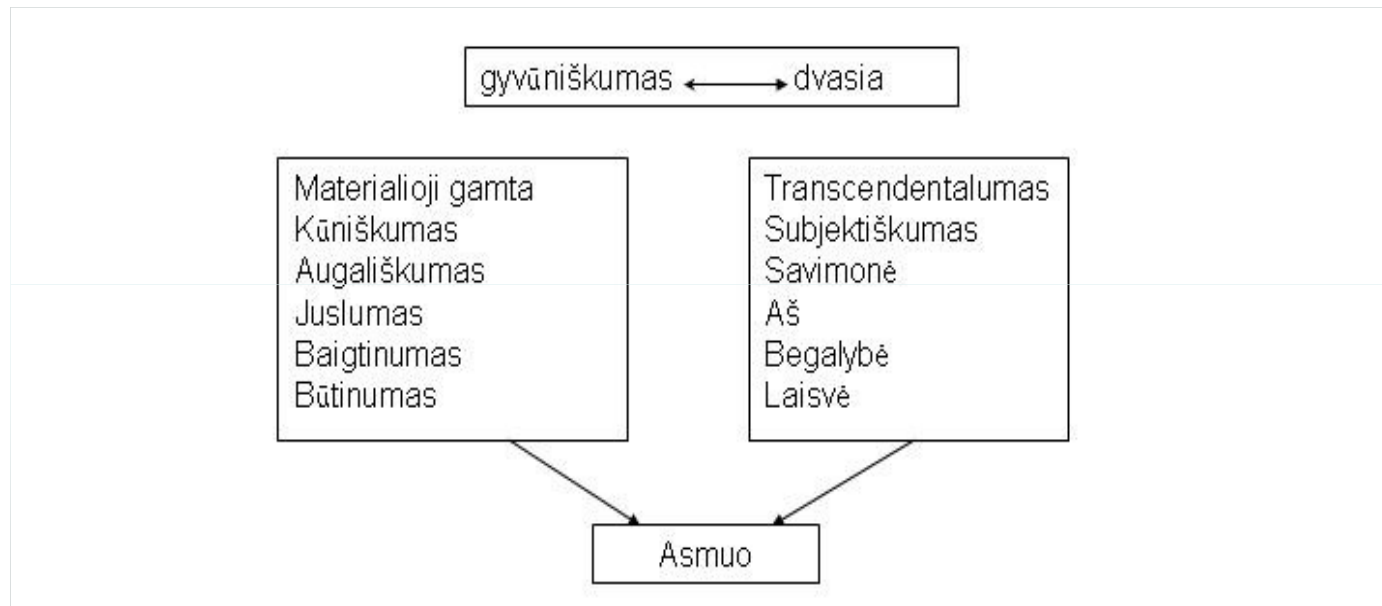 gyvūniškumas dvasia
Materialioji gamta
Kūniškumas
Augališkumas
Juslumas
Baigtinumas
Būtinumas
Transcendentalumas
Subjektiškumas
Savimonė
Aš
Begalybė
Laisvė
Asmuo